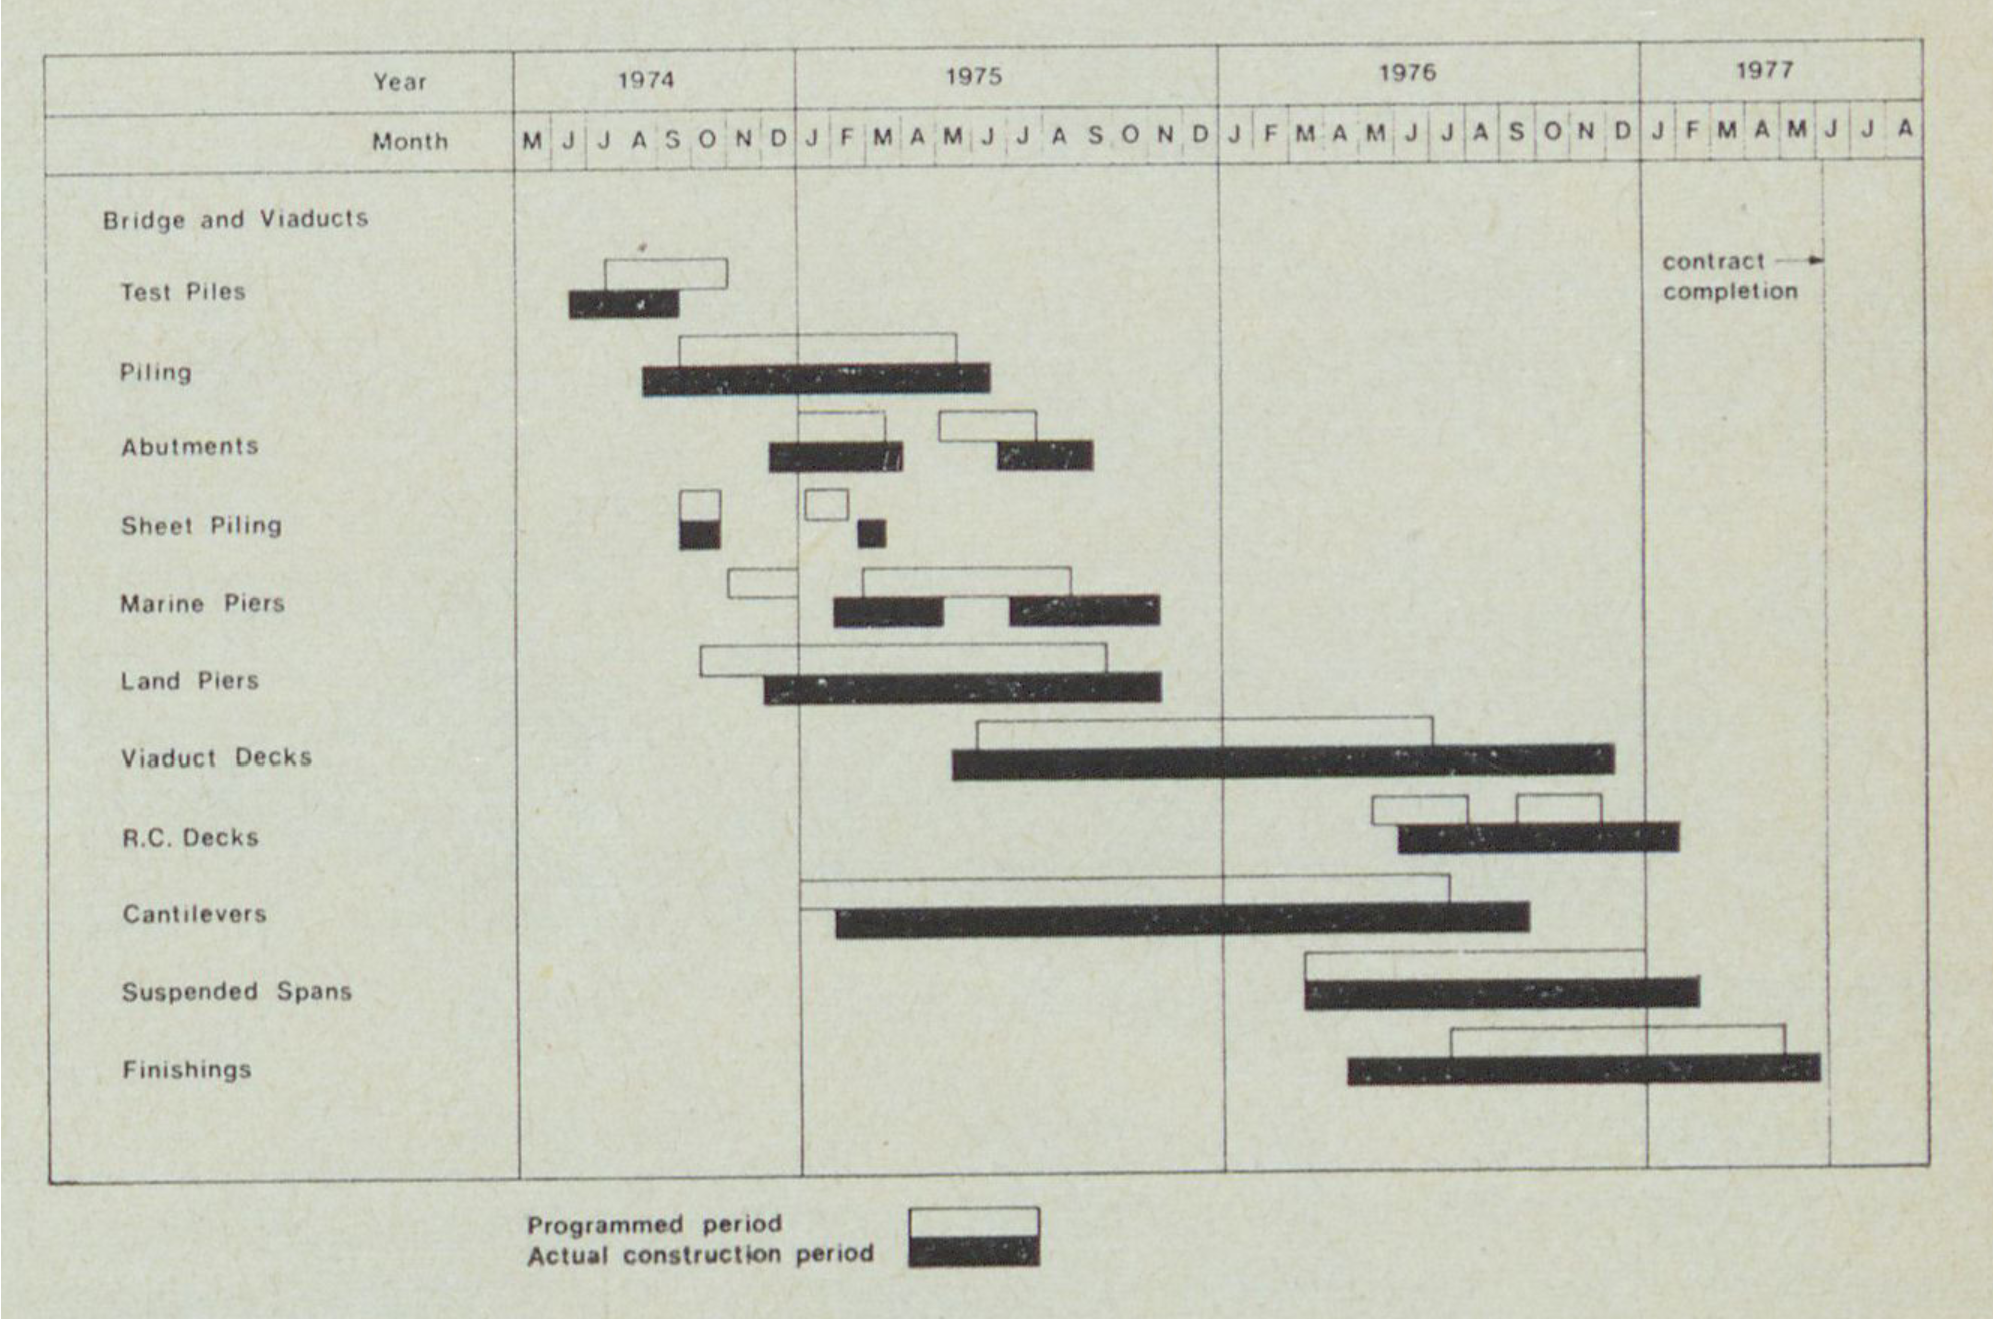 Year 1974 1975 1976 1977
Month M J J A S O N D J F M A M J J A S O N D J F M A M J J A S O N D J F M A M J J A
Bridge and Viaducts
contract
Test Piles
completion
Piling
Abutments
Sheet Piling
Marine Piers
Land Piers
Viaduct Decks
R.C. Decks
Cantilevers
Suspended Spans
Finishings
Programmed period
Actual construction period